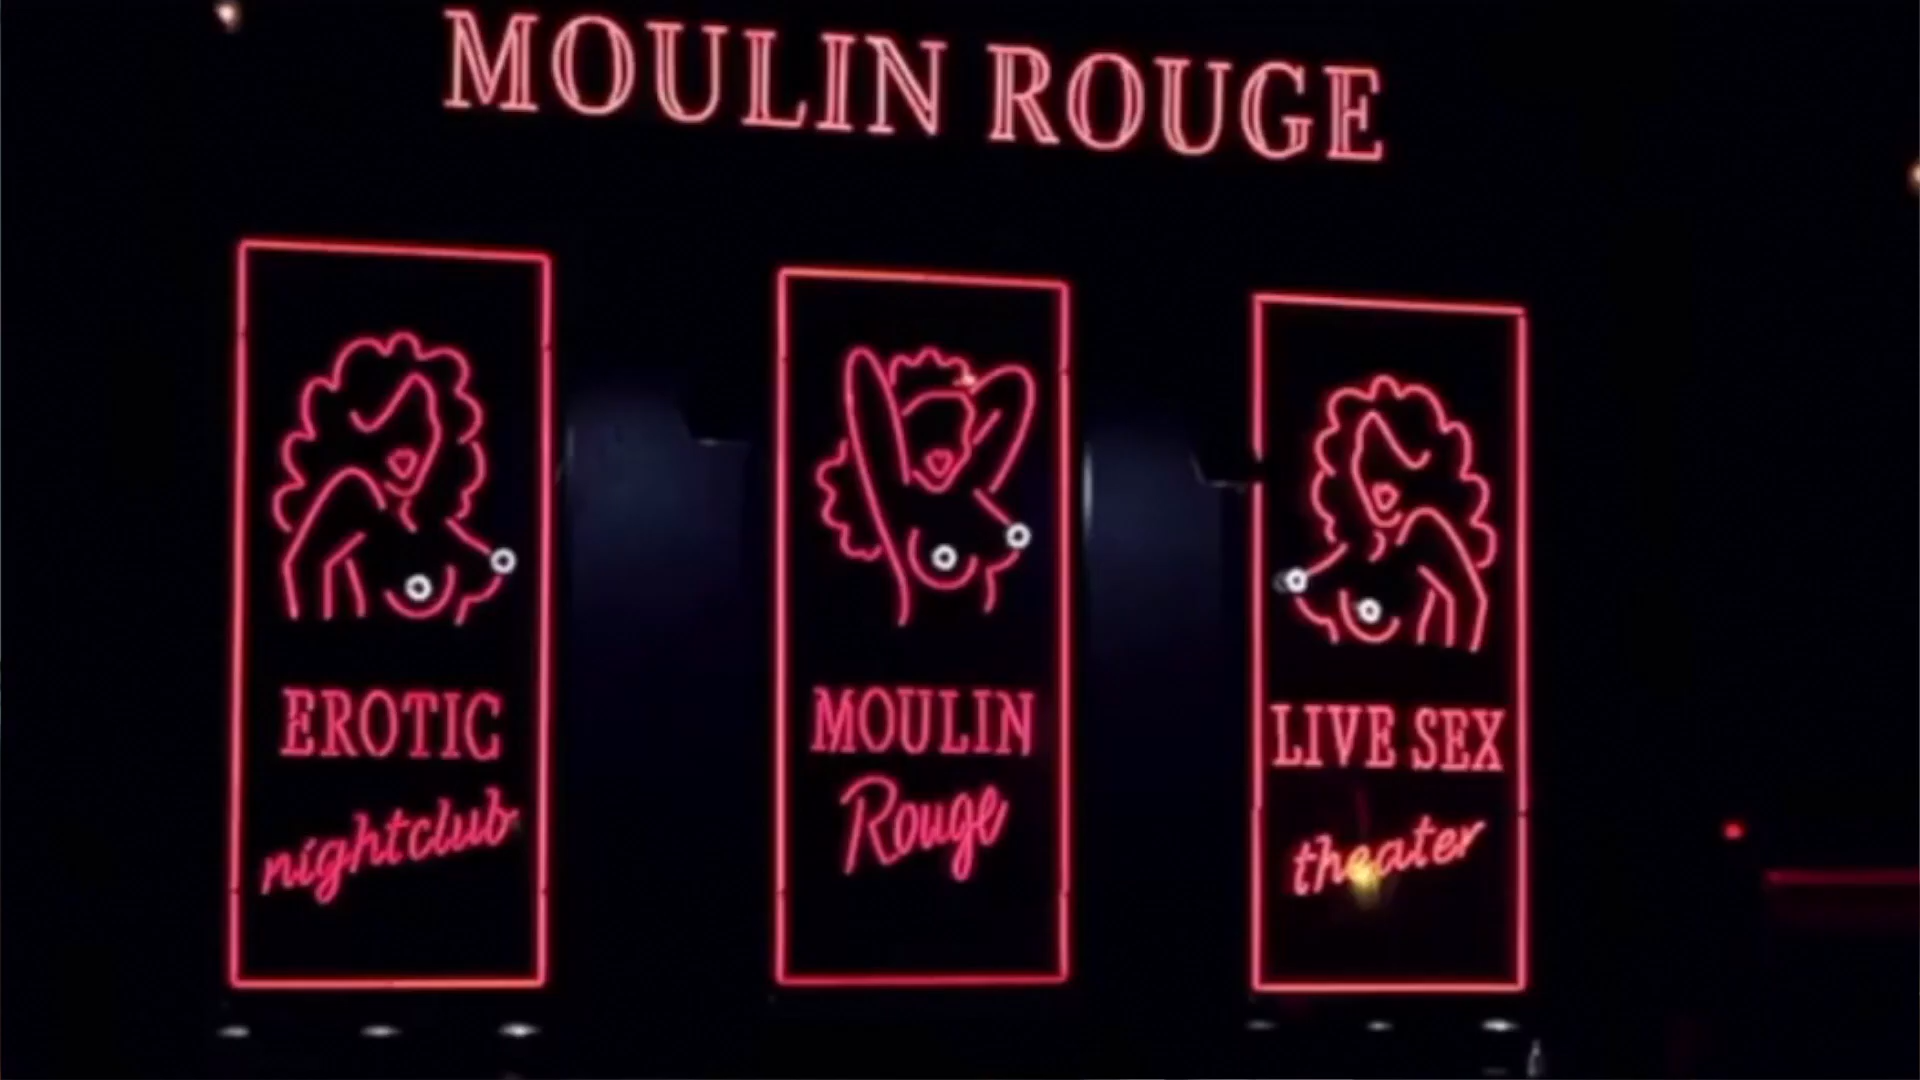 MOULIN ROUGE
EROTIC
nightclub
MOULIN
Rouge
LIVE SEX
theater